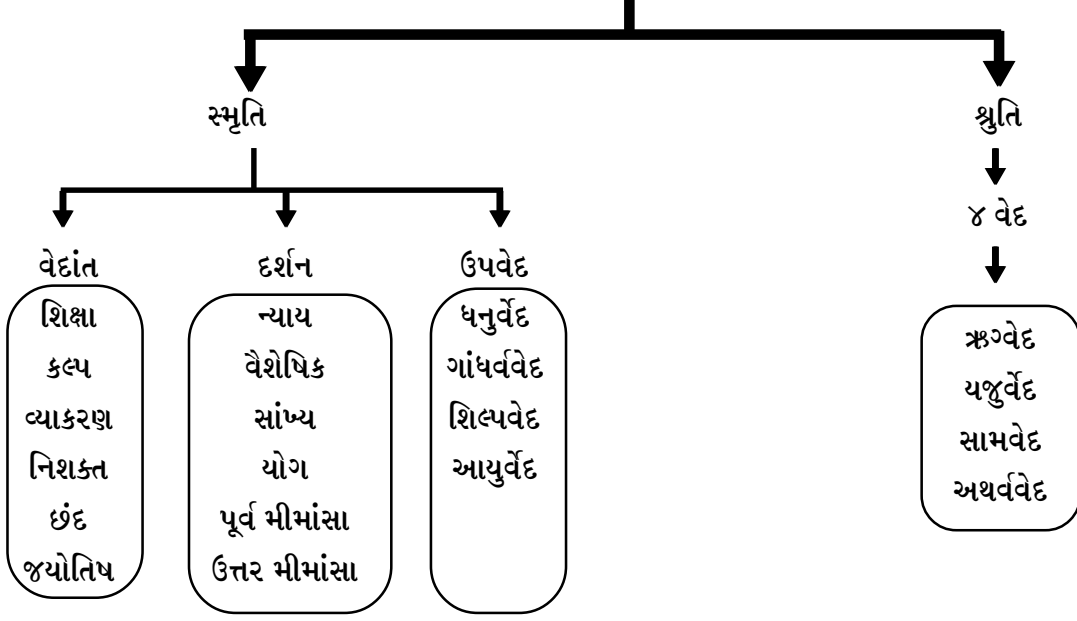 સ્મૃતિ
શ્રુતિ
૪ વેદ
વેદાંત
શિક્ષા
કલ્પ
વ્યાકરણ
નિશક્ત
છંદ
જયોતિષ
દર્શન
ન્યાય
વૈશેષિક
સાંખ્ય
યોગ
પૂર્વ મીમાંસા
ઉત્તર મીમાંસા
ઉપવેદ
ધનુર્વેદ
ગાંધર્વવેદ
શિલ્પવેદ
આયુર્વેદ
ઋગ્વેદ
યજુર્વેદ
સામવેદ
અથર્વવેદ